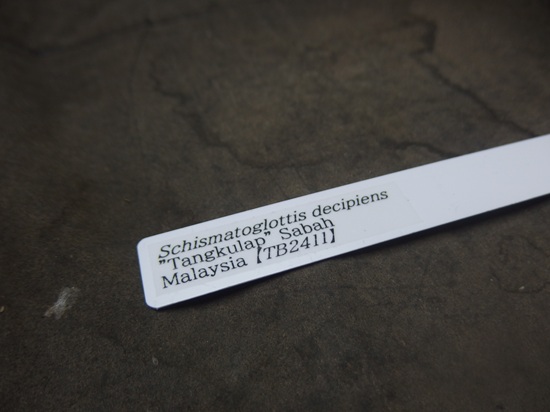 Schismatoglottis decipiens
"Tangkulap" Sabah
Malaysia【TB2411】